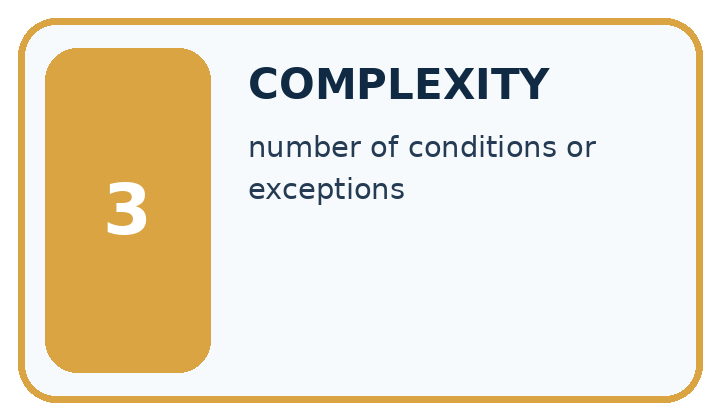 3
COMPLEXITY
number of conditions or
exceptions